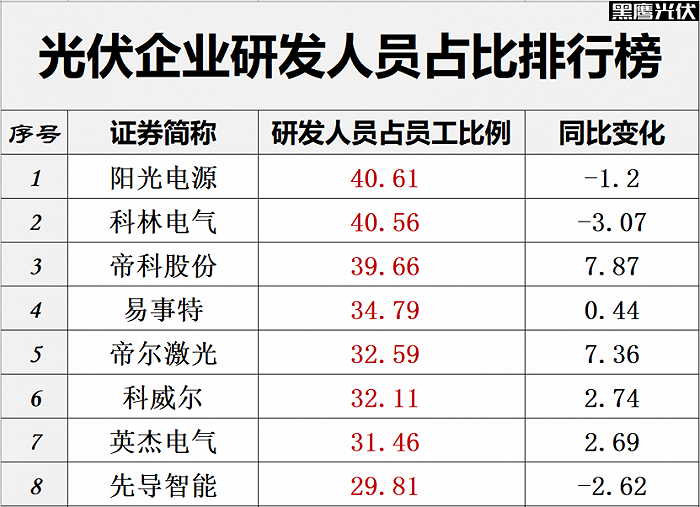 黑鹰光伏
光伏企业研发人员占比排行榜
序号 证券简称 研发人员占员工比例 同比变化
1 阳光电源 40.61 -1.2
2 科林电气 40.56 -3.07
3 帝科股份 39.66 7.87
4 易事特 34.79 0.44
5 帝尔激光 32.59 7.36
6 科威尔 32.11 2.74
7 英杰电气 31.46 2.69
8 先导智能 29.81 -2.62